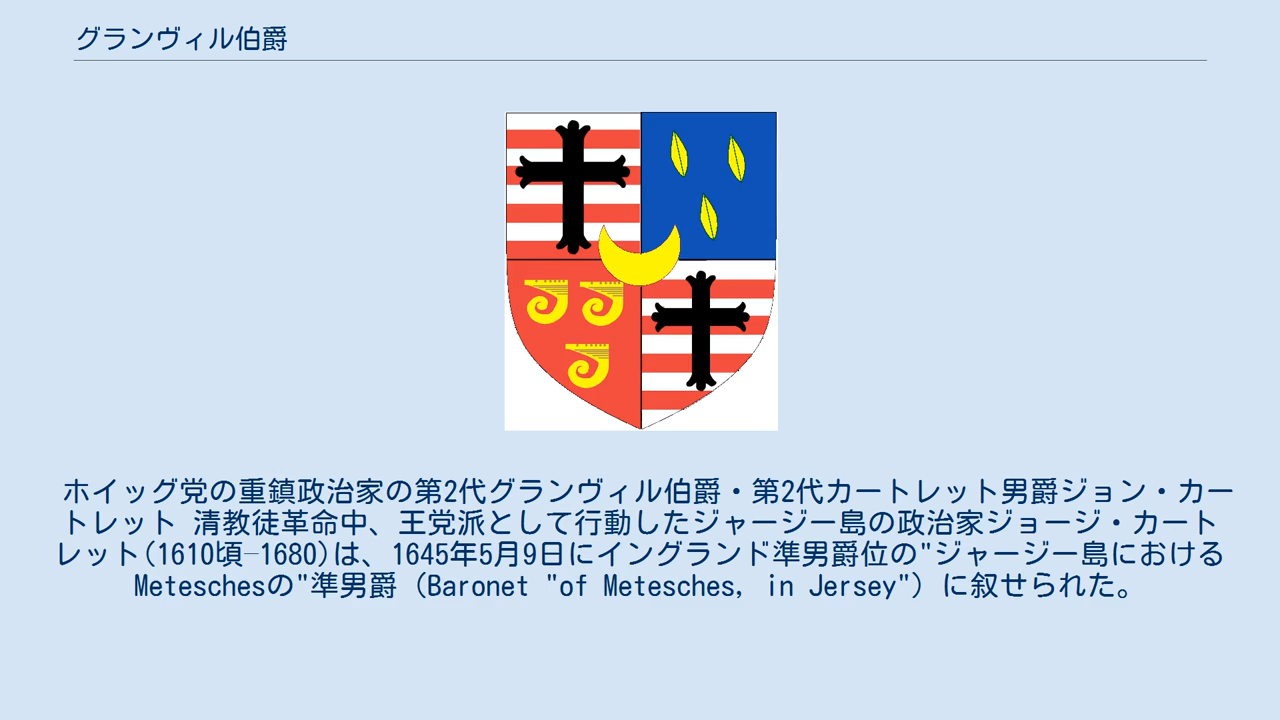 グランヴィル伯爵
ホイッグ党の重鎮政治家の第2代グランヴィル伯爵・第2代カートレット男爵ジョン・カー
トレット 清教徒革命中、王党派として行動したジャージー島の政治家ジョージ・カート
レット(1610頃–1680)は、1645年5月9日にイングランド準男爵位の"ジャージー島における
Meteschesの"準男爵（Baronet "of Metesches, in Jersey"）に叙せられた。